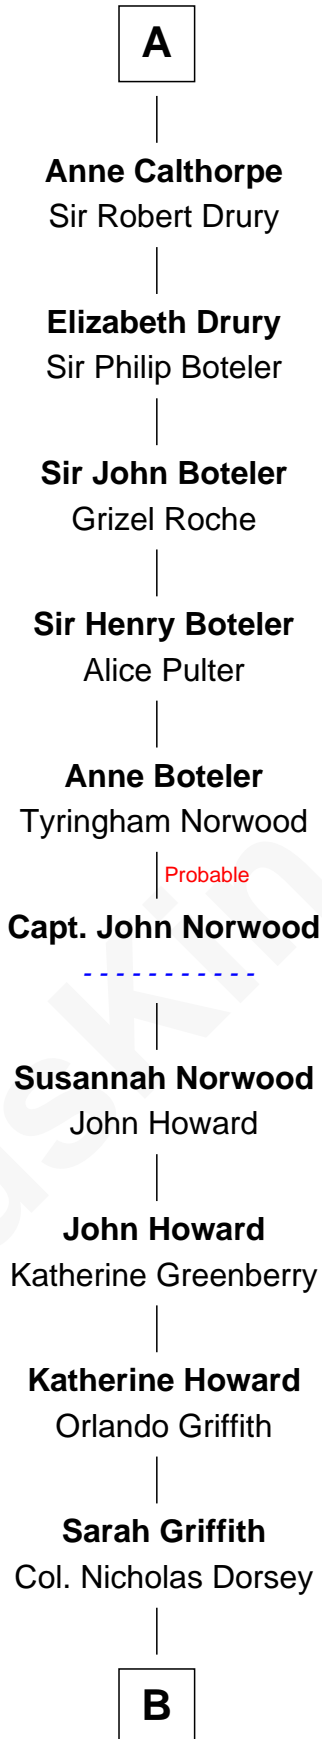 A
Anne Calthorpe
Sir Robert Drury
Elizabeth Drury
Sir Philip Boteler
Sir John Boteler
Grizel Roche
Sir Henry Boteler
Alice Pulter
Anne Boteler
Tyringham Norwood
Probable
Capt. John Norwood
- - - - - - - - - - -
Susannah Norwood
John Howard
John Howard
Katherine Greenberry
Katherine Howard
Orlando Griffith
Sarah Griffith
Col. Nicholas Dorsey
B